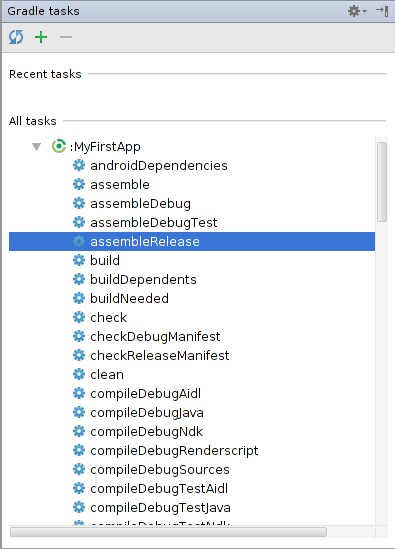 Gradle tasks
Recent tasks
All tasks
:MyFirstApp
androidDependencies
assemble
assembleDebug
assembleDebugTest
assembleRelease
build
buildDependents
buildNeeded
check
checkDebugManifest
checkReleaseManifest
clean
compileDebugAidl
compileDebugJava
compileDebugNdk
compileDebugRenderscript
compileDebugSources
compileDebugTestAidl
compileDebugTestJava
compileDebugTestNdk